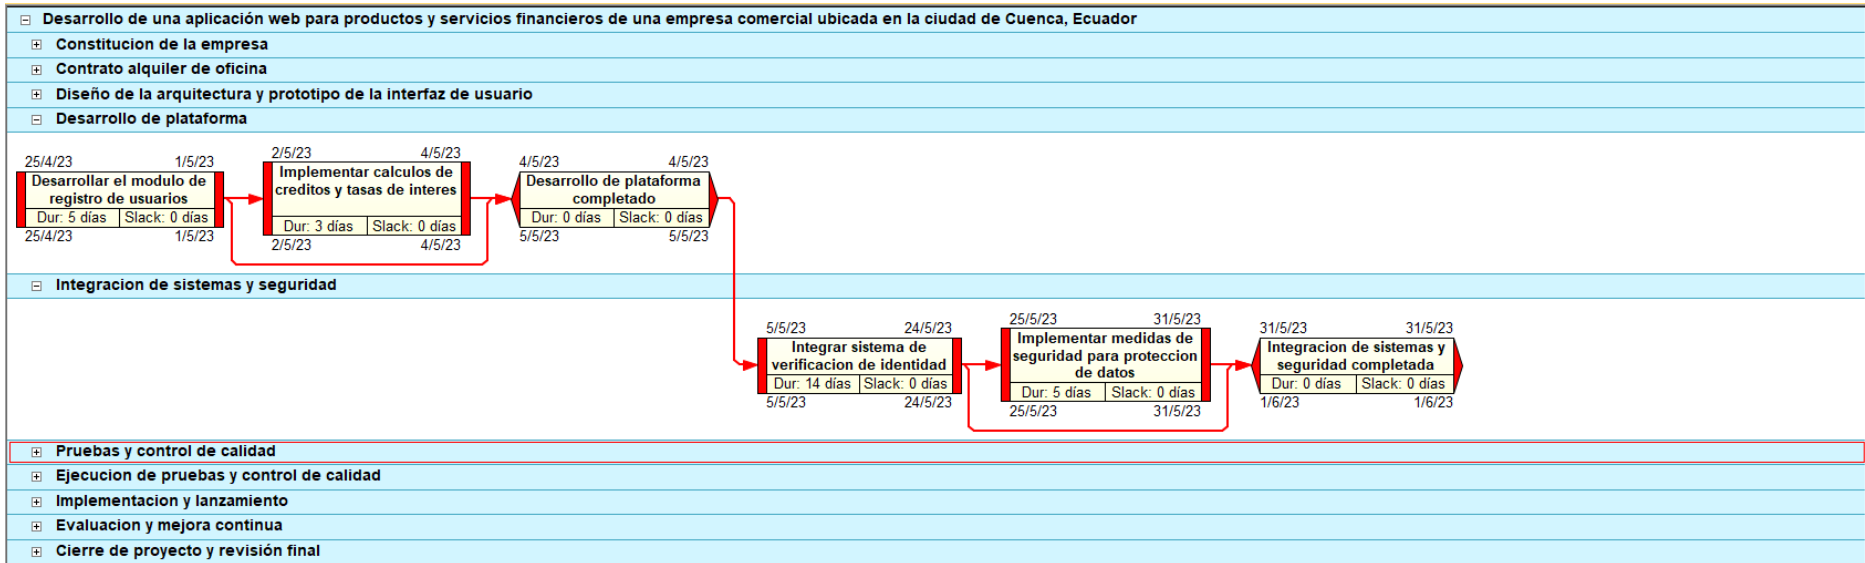 Desarrollo de una aplicación web para productos y servicios financieros de una empresa comercial ubicada en la ciudad de Cuenca, Ecuador
Constitucion de la empresa
Contrato alquiler de oficina
Diseño de la arquitectura y prototipo de la interfaz de usuario
Desarrollo de plataforma
25/4/23 1/5/23
Desarrollar el modulo de
registro de usuarios
Dur: 5 días Slack: 0 días
25/4/23 1/5/23
2/5/23 4/5/23
Implementar calculos de
creditos y tasas de interes
Dur: 3 días Slack: 0 días
2/5/23 4/5/23
4/5/23 4/5/23
Desarrollo de plataforma
completado
Dur: 0 días Slack: 0 días
5/5/23 5/5/23
Integracion de sistemas y seguridad
5/5/23 24/5/23
Integrar sistema de
verificacion de identidad
Dur: 14 días Slack: 0 días
5/5/23 24/5/23
25/5/23 31/5/23
Implementar medidas de
seguridad para proteccion
de datos
Dur: 5 días Slack: 0 días
25/5/23 31/5/23
31/5/23 31/5/23
Integracion de sistemas y
seguridad completada
Dur: 0 días Slack: 0 días
1/6/23 1/6/23
Pruebas y control de calidad
Ejecucion de pruebas y control de calidad
Implementacion y lanzamiento
Evaluacion y mejora continua
Cierre de proyecto y revisión final